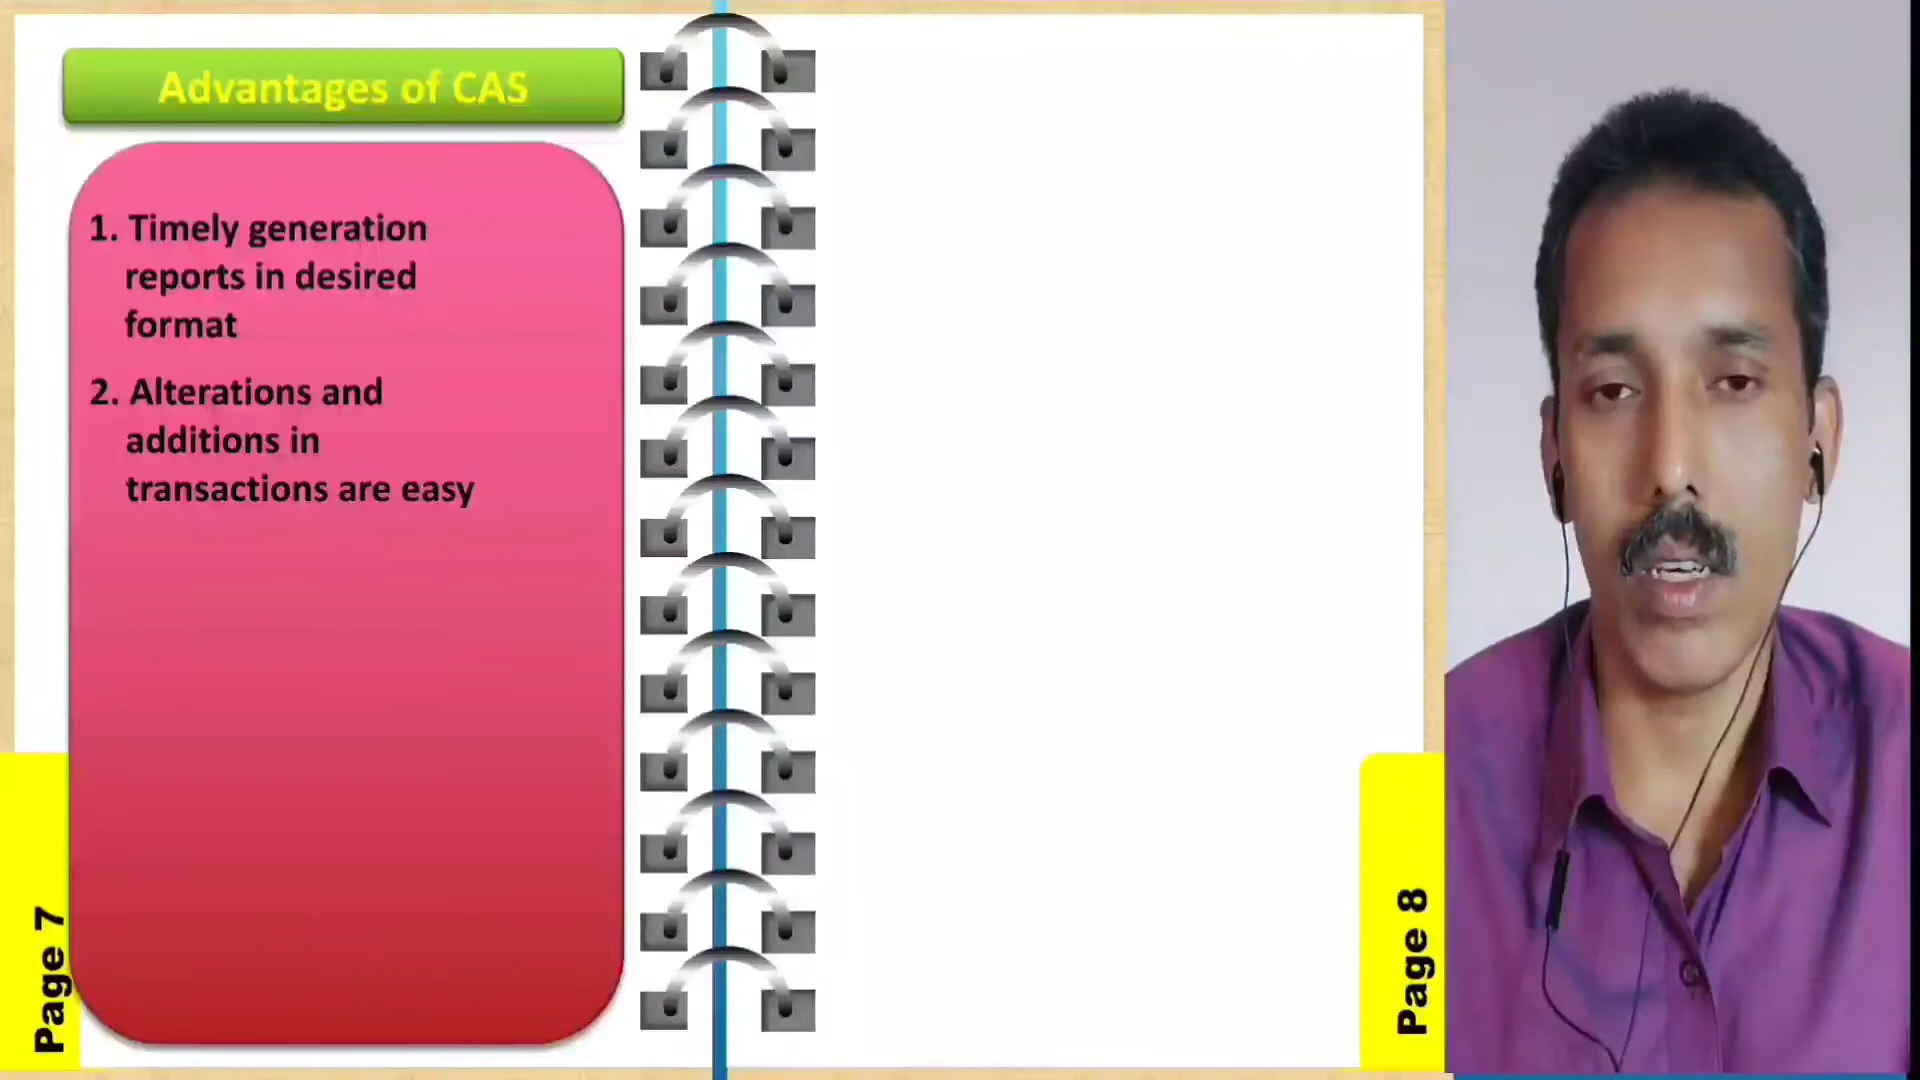 Advantages of CAS
1. Timely generation
reports in desired
format
2. Alterations and
additions in
transactions are easy
Page 7
Page 8